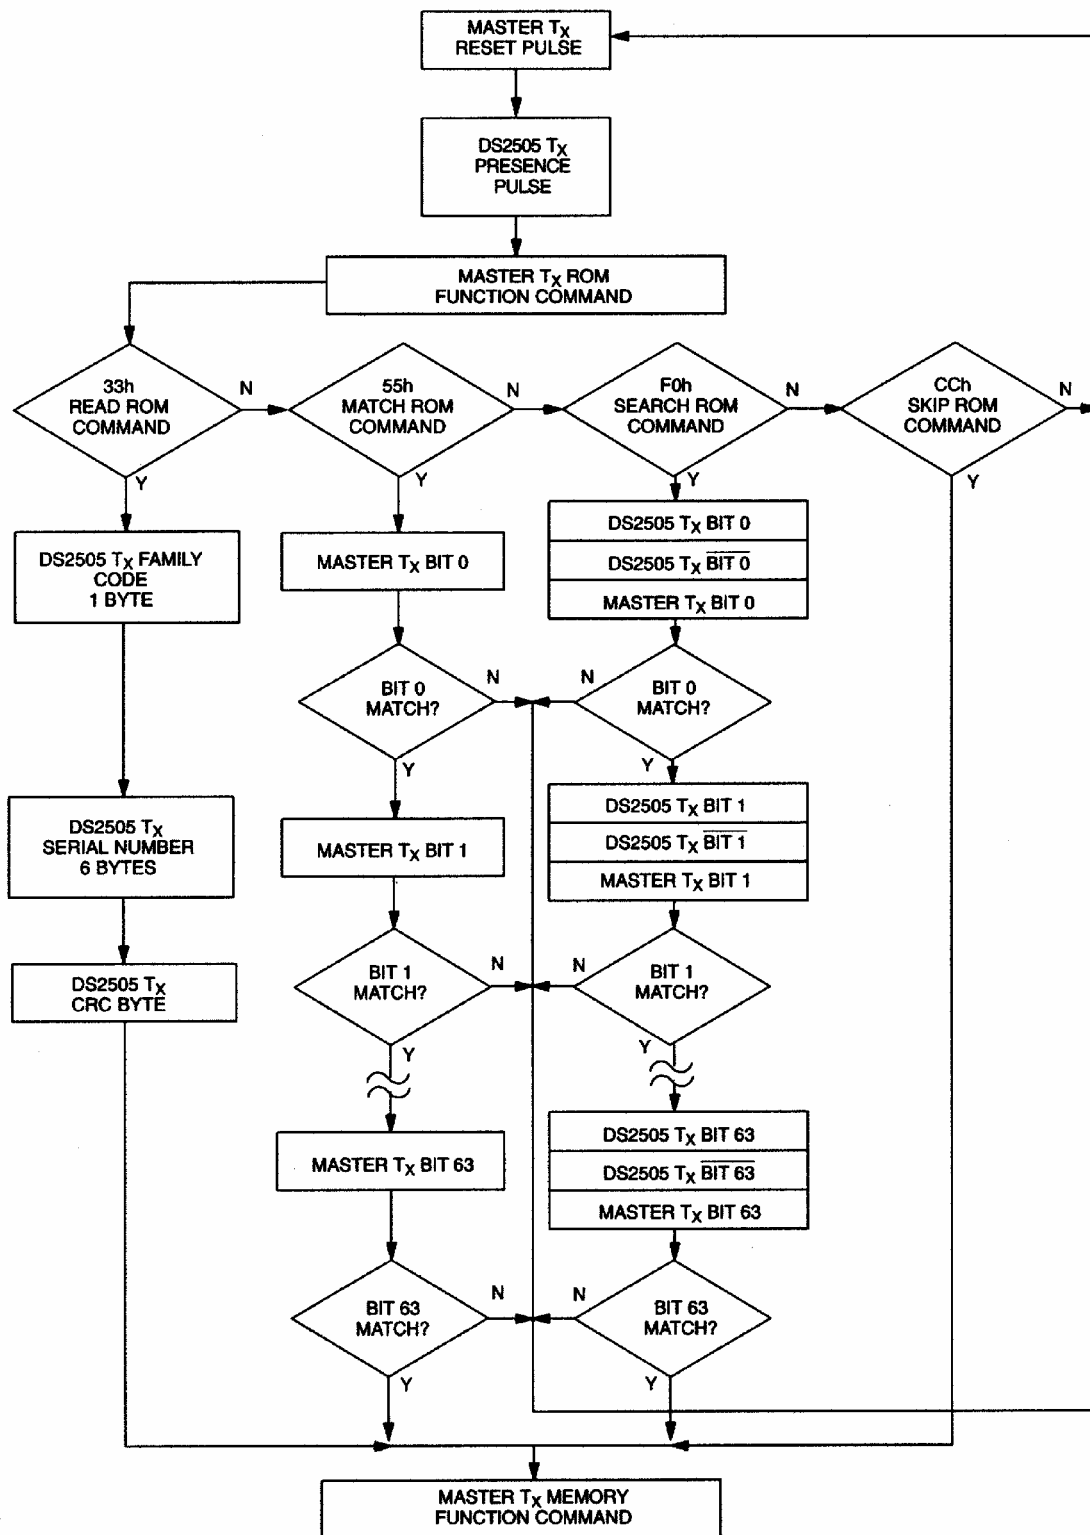 MASTER TX
RESET PULSE
DS2505 TX
PRESENCE
PULSE
MASTER TX ROM
FUNCTION COMMAND
33h
READ ROM
COMMAND
N
Y
55h
MATCH ROM
COMMAND
N
Y
F0h
SEARCH ROM
COMMAND
N
Y
CCh
SKIP ROM
COMMAND
N
Y
DS2505 TX FAMILY
CODE
1 BYTE
DS2505 TX
SERIAL NUMBER
6 BYTES
DS2505 TX
CRC BYTE
MASTER TX BIT 0
BIT 0
MATCH?
N
Y
MASTER TX BIT 1
BIT 1
MATCH?
N
Y
MASTER TX BIT 63
BIT 63
MATCH?
N
Y
DS2505 TX BIT 0
DS2505 TX BIT 0
MASTER TX BIT 0
BIT 0
MATCH?
N
Y
DS2505 TX BIT 1
DS2505 TX BIT 1
MASTER TX BIT 1
BIT 1
MATCH?
N
Y
DS2505 TX BIT 63
DS2505 TX BIT 63
MASTER TX BIT 63
BIT 63
MATCH?
N
Y
MASTER TX MEMORY
FUNCTION COMMAND